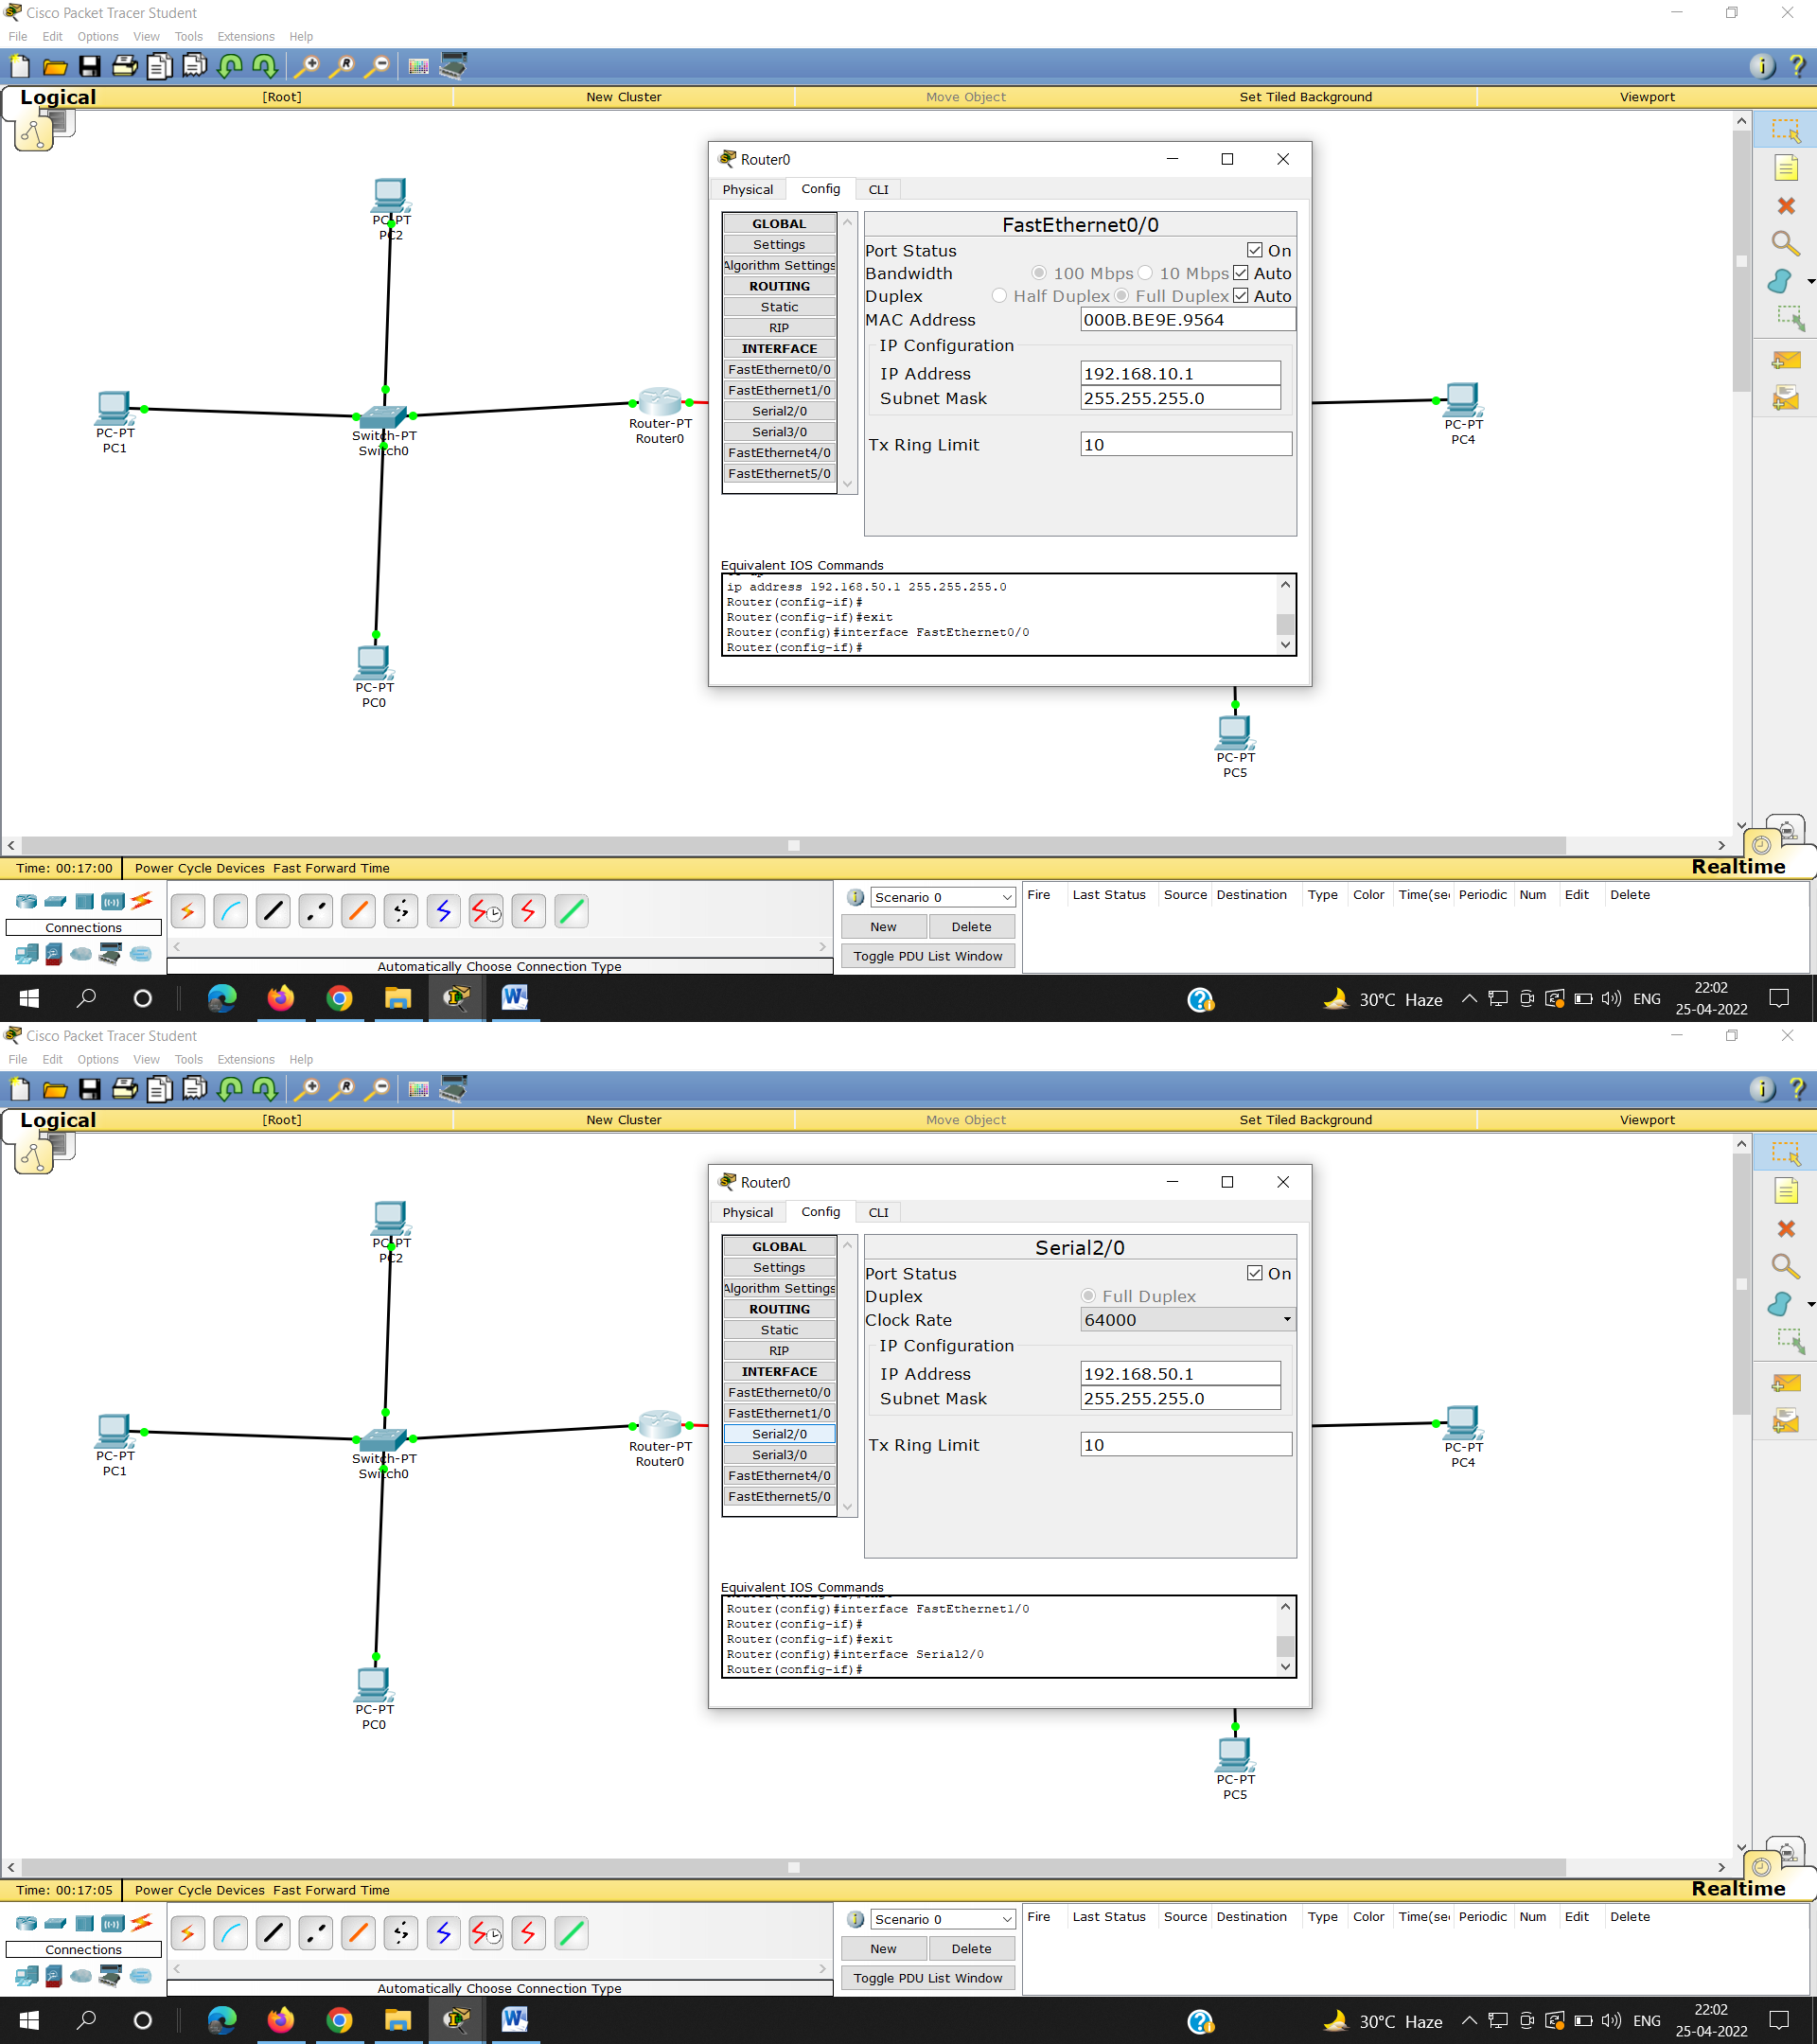 Cisco Packet Tracer Student
File Edit Options View Tools Extensions Help
Logical [Root] New Cluster Move Object Set Tiled Background Viewport
PC-PT
PC2
PC-PT
PC1
Switch-PT
Switch0
Router-PT
Router0
PC-PT
PC0
Router0
Physical Config CLI
GLOBAL
Settings
Algorithm Settings
ROUTING
Static
RIP
INTERFACE
FastEthernet0/0
FastEthernet1/0
Serial2/0
Serial3/0
FastEthernet4/0
FastEthernet5/0
FastEthernet0/0
Port Status On
Bandwidth 100 Mbps 10 Mbps Auto
Duplex Half Duplex Full Duplex Auto
MAC Address 000B.BE9E.9564
IP Configuration
IP Address 192.168.10.1
Subnet Mask 255.255.255.0
Tx Ring Limit 10
Equivalent IOS Commands
ip address 192.168.50.1 255.255.255.0
Router(config-if)#
Router(config-if)#exit
Router(config)#interface FastEthernet0/0
Router(config-if)#
PC-PT
PC4
PC-PT
PC5
Time: 00:17:00 Power Cycle Devices Fast Forward Time
Realtime
Connections
Automatically Choose Connection Type
Scenario 0
New Delete
Toggle PDU List Window
Fire Last Status Source Destination Type Color Time(sec Periodic Num Edit Delete
30°C Haze ENG 22:02
25-04-2022
Cisco Packet Tracer Student
File Edit Options View Tools Extensions Help
Logical [Root] New Cluster Move Object Set Tiled Background Viewport
PC-PT
PC2
PC-PT
PC1
Switch-PT
Switch0
Router-PT
Router0
PC-PT
PC0
Router0
Physical Config CLI
GLOBAL
Settings
Algorithm Settings
ROUTING
Static
RIP
INTERFACE
FastEthernet0/0
FastEthernet1/0
Serial2/0
Serial3/0
FastEthernet4/0
FastEthernet5/0
Serial2/0
Port Status On
Duplex Full Duplex
Clock Rate 64000
IP Configuration
IP Address 192.168.50.1
Subnet Mask 255.255.255.0
Tx Ring Limit 10
Equivalent IOS Commands
Router(config)#interface FastEthernet1/0
Router(config-if)#
Router(config-if)#exit
Router(config)#interface Serial2/0
Router(config-if)#
PC-PT
PC4
PC-PT
PC5
Time: 00:17:05 Power Cycle Devices Fast Forward Time
Realtime
Connections
Automatically Choose Connection Type
Scenario 0
New Delete
Toggle PDU List Window
Fire Last Status Source Destination Type Color Time(sec Periodic Num Edit Delete
30°C Haze ENG 22:02
25-04-2022